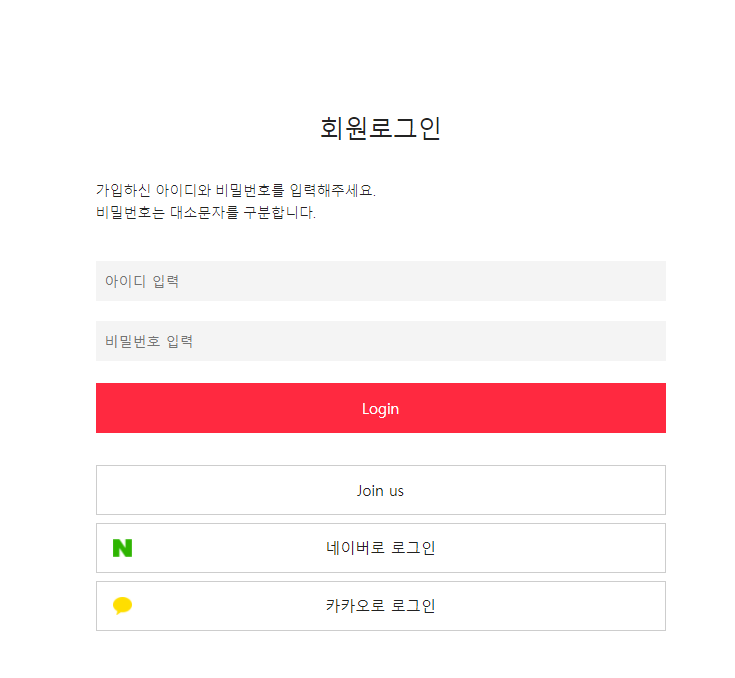 회원로그인
가입하신 아이디와 비밀번호를 입력해주세요.
비밀번호는 대소문자를 구분합니다.
아이디 입력
비밀번호 입력
Login
Join us
N 네이버로 로그인
카카오로 로그인